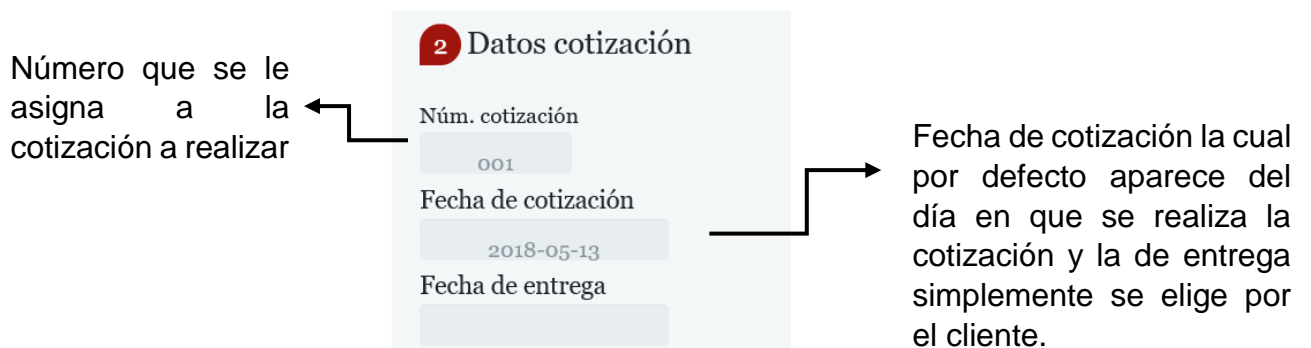 Número que se le
asigna a la
cotización a realizar
2 Datos cotización
Núm. cotización
001
Fecha de cotización
2018-05-13
Fecha de entrega
Fecha de cotización la cual
por defecto aparece del
día en que se realiza la
cotización y la de entrega
simplemente se elige por
el cliente.